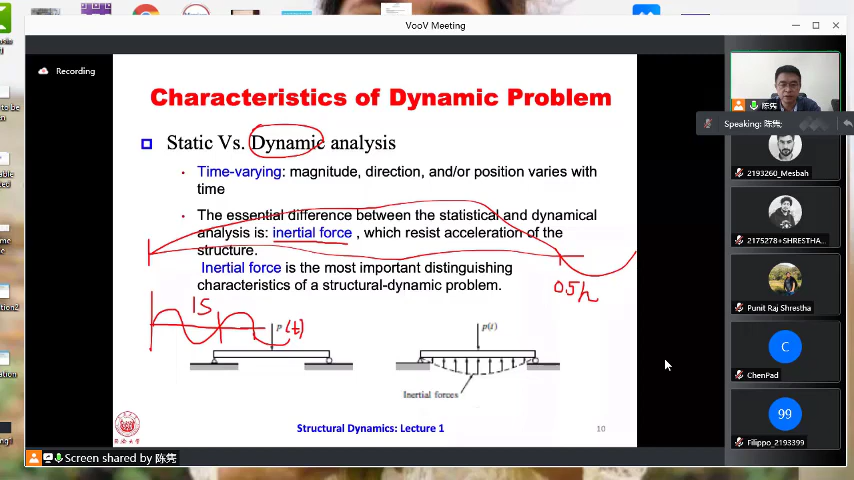 VooV Meeting
Recording
Characteristics of Dynamic Problem
Static Vs. Dynamic analysis
Time-varying: magnitude, direction, and/or position varies with
time
The essential difference between the statistical and dynamical
analysis is: inertial force , which resist acceleration of the
structure.
Inertial force is the most important distinguishing
characteristics of a structural-dynamic problem.
1S
0.5h
P (t)
p(t)
Inertial forces
Structural Dynamics: Lecture 1
10
Screen shared by 陈隽
陈隽
Speaking: 陈隽;
2193260_Mesbah
2175278+SHRESTHA...
Punit Raj Shrestha
C
ChenPad
99
Filippo_2193399